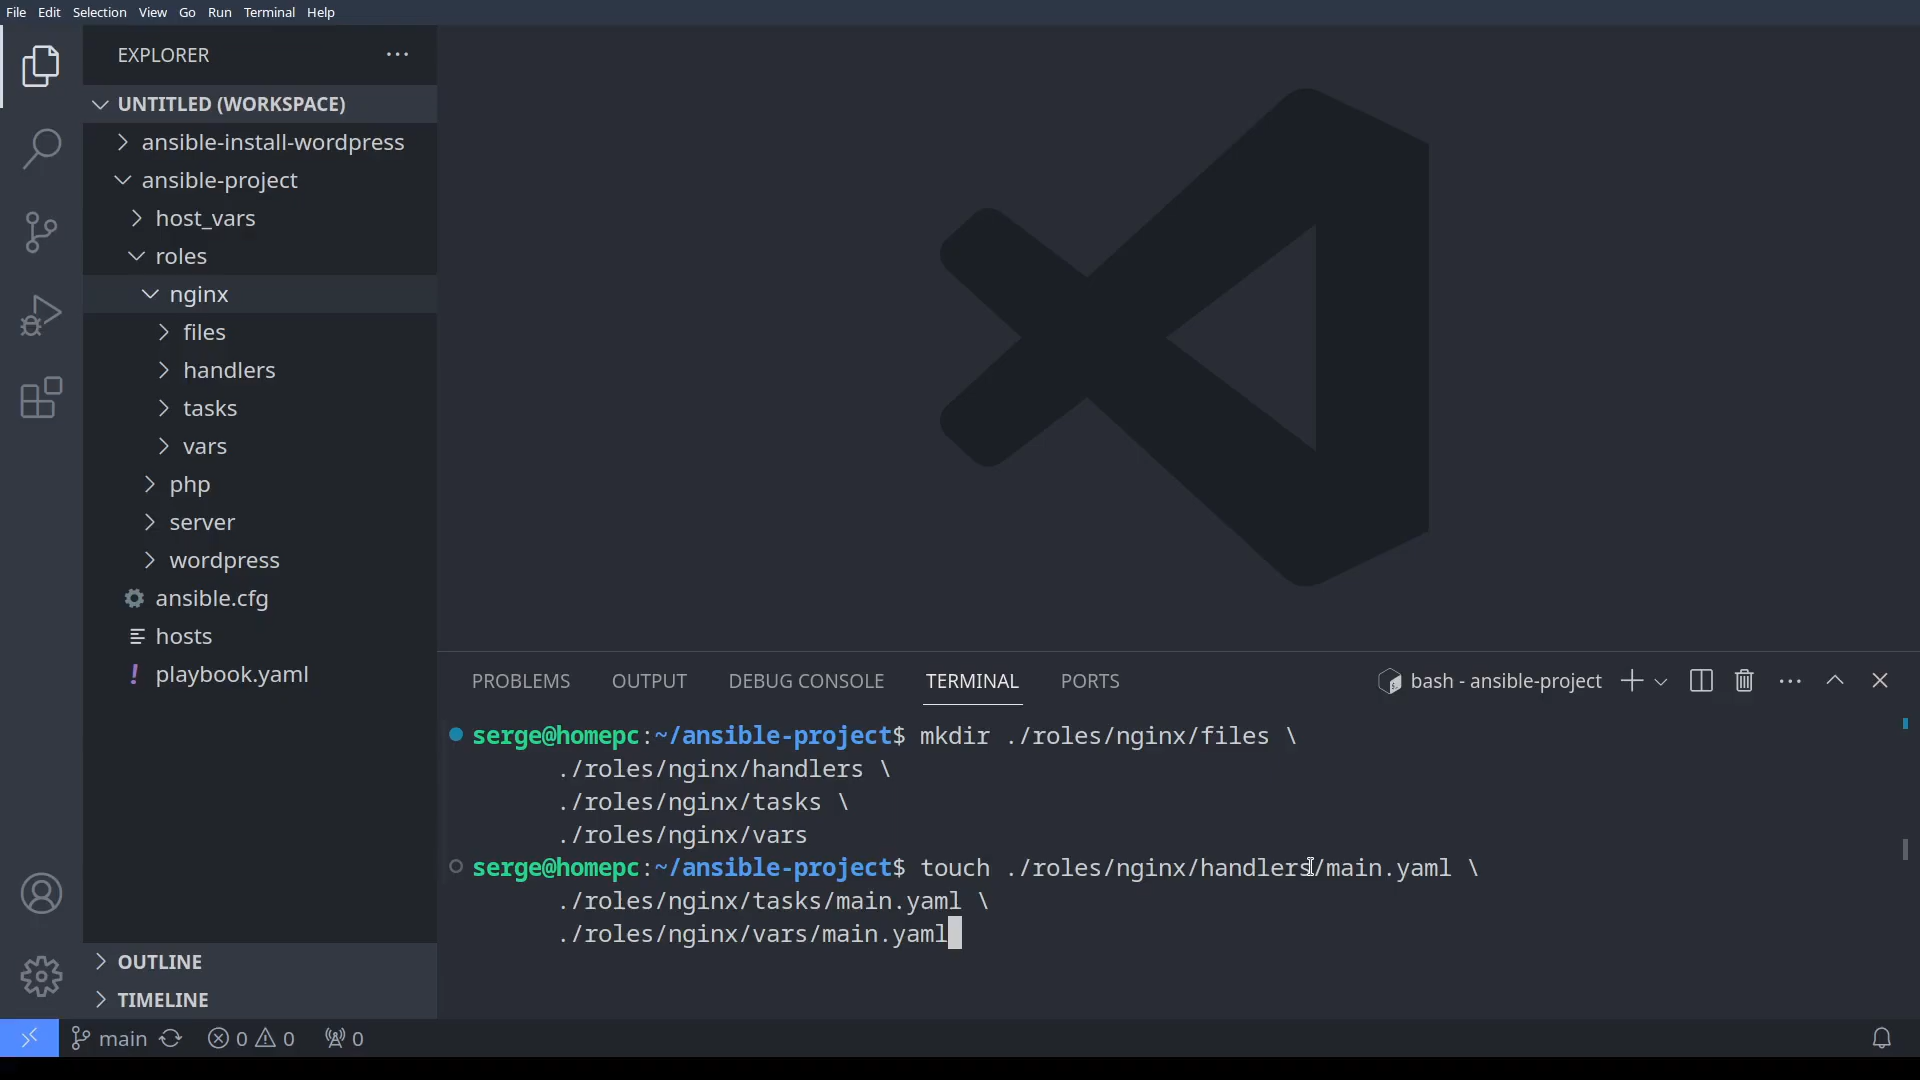 File Edit Selection View Go Run Terminal Help
EXPLORER
UNTITLED (WORKSPACE)
ansible-install-wordpress
ansible-project
host_vars
roles
nginx
files
handlers
tasks
vars
php
server
wordpress
ansible.cfg
hosts
playbook.yaml
OUTLINE
TIMELINE
PROBLEMS OUTPUT DEBUG CONSOLE TERMINAL PORTS bash - ansible-project
serge@homepc:~/ansible-project$ mkdir ./roles/nginx/files \
./roles/nginx/handlers \
./roles/nginx/tasks \
./roles/nginx/vars
serge@homepc:~/ansible-project$ touch ./roles/nginx/handlers/main.yaml \
./roles/nginx/tasks/main.yaml \
./roles/nginx/vars/main.yaml
main 0 0 0